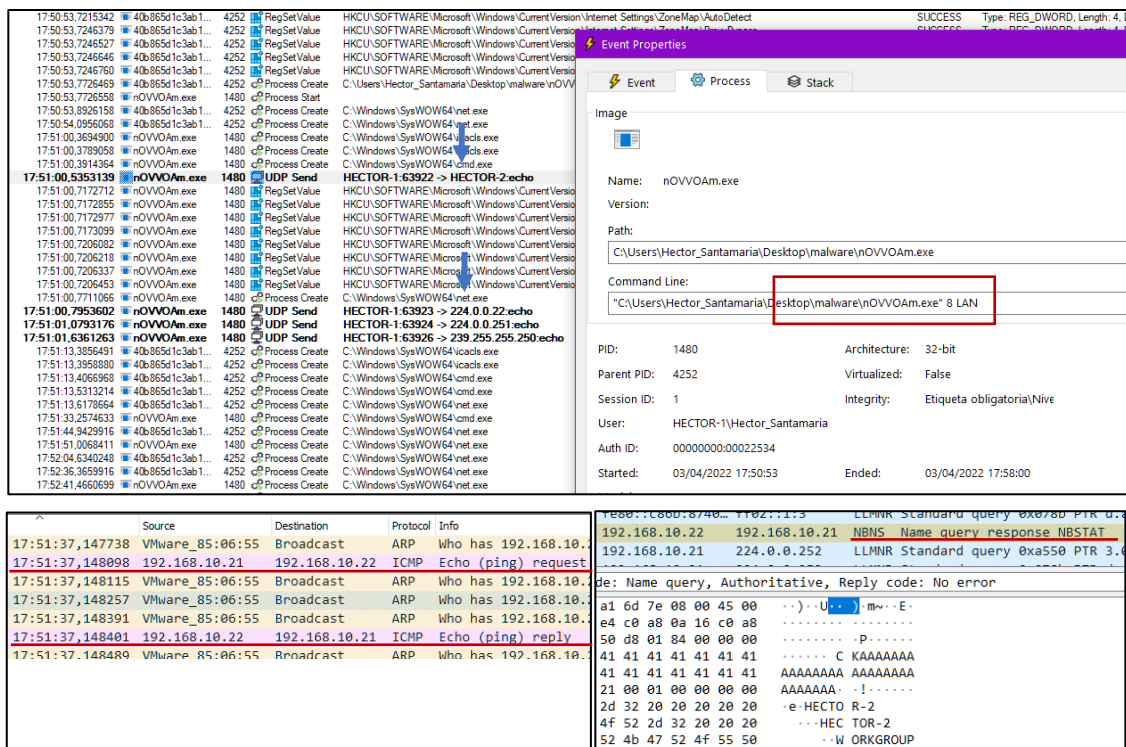 17:50:53,7215342 40b865d1c3ab1... 4252 RegSetValue HKCU\SOFTWARE\Microsoft\Windows\CurrentVersion\Internet Settings\ZoneMap\AutoDetect SUCCESS Type: REG_DWORD, Length: 4,
17:50:53,7246379 40b865d1c3ab1... 4252 RegSetValue
17:50:53,7246527 40b865d1c3ab1... 4252 RegSetValue HKCU\SOFTWARE\Microsoft\Windows\CurrentVersio
17:50:53,7246646 40b865d1c3ab1... 4252 RegSetValue HKCU\SOFTWARE\Microsoft\Windows\CurrentVersio
17:50:53,7246760 40b865d1c3ab1... 4252 RegSetValue HKCU\SOFTWARE\Microsoft\Windows\CurrentVersio
17:50:53,7726469 40b865d1c3ab1... 4252 Process Create C:\Users\Hector_Santamaria\Desktop\malware\nOVV
17:50:53,7726558 nOVVOAm.exe 1480 Process Start
17:50:53,8926158 40b865d1c3ab1... 4252 Process Create C:\Windows\SysWOW64\net.exe
17:50:54,0956068 40b865d1c3ab1... 4252 Process Create C:\Windows\SysWOW64\net.exe
17:51:00,3694900 nOVVOAm.exe 1480 Process Create C:\Windows\SysWOW64\icacls.exe
17:51:00,3789058 nOVVOAm.exe 1480 Process Create C:\Windows\SysWOW64\icacls.exe
17:51:00,3914364 nOVVOAm.exe 1480 Process Create C:\Windows\SysWOW64\cmd.exe
17:51:00,5353139 nOVVOAm.exe 1480 UDP Send HECTOR-1:63922 -> HECTOR-2:echo
17:51:00,7172712 nOVVOAm.exe 1480 RegSetValue HKCU\SOFTWARE\Microsoft\Windows\CurrentVersio
17:51:00,7172855 nOVVOAm.exe 1480 RegSetValue HKCU\SOFTWARE\Microsoft\Windows\CurrentVersio
17:51:00,7172977 nOVVOAm.exe 1480 RegSetValue HKCU\SOFTWARE\Microsoft\Windows\CurrentVersio
17:51:00,7173099 nOVVOAm.exe 1480 RegSetValue HKCU\SOFTWARE\Microsoft\Windows\CurrentVersio
17:51:00,7206082 nOVVOAm.exe 1480 RegSetValue HKCU\SOFTWARE\Microsoft\Windows\CurrentVersio
17:51:00,7206218 nOVVOAm.exe 1480 RegSetValue HKCU\SOFTWARE\Microsoft\Windows\CurrentVersio
17:51:00,7206337 nOVVOAm.exe 1480 RegSetValue HKCU\SOFTWARE\Microsoft\Windows\CurrentVersio
17:51:00,7206453 nOVVOAm.exe 1480 RegSetValue HKCU\SOFTWARE\Microsoft\Windows\CurrentVersio
17:51:00,7711066 nOVVOAm.exe 1480 Process Create C:\Windows\SysWOW64\net.exe
17:51:00,7953602 nOVVOAm.exe 1480 UDP Send HECTOR-1:63923 -> 224.0.0.22:echo
17:51:01,0793176 nOVVOAm.exe 1480 UDP Send HECTOR-1:63924 -> 224.0.0.251:echo
17:51:01,6361263 nOVVOAm.exe 1480 UDP Send HECTOR-1:63926 -> 239.255.255.250:echo
17:51:13,3856491 40b865d1c3ab1... 4252 Process Create C:\Windows\SysWOW64\icacls.exe
17:51:13,3958880 40b865d1c3ab1... 4252 Process Create C:\Windows\SysWOW64\icacls.exe
17:51:13,4066968 40b865d1c3ab1... 4252 Process Create C:\Windows\SysWOW64\cmd.exe
17:51:13,5313214 40b865d1c3ab1... 4252 Process Create C:\Windows\SysWOW64\cmd.exe
17:51:13,6178664 40b865d1c3ab1... 4252 Process Create C:\Windows\SysWOW64\net.exe
17:51:33,2574633 nOVVOAm.exe 1480 Process Create C:\Windows\SysWOW64\cmd.exe
17:51:44,9429916 40b865d1c3ab1... 4252 Process Create C:\Windows\SysWOW64\net.exe
17:51:51,0068411 nOVVOAm.exe 1480 Process Create C:\Windows\SysWOW64\cmd.exe
17:52:04,6340248 40b865d1c3ab1... 4252 Process Create C:\Windows\SysWOW64\net.exe
17:52:36,3659916 40b865d1c3ab1... 4252 Process Create C:\Windows\SysWOW64\net.exe
17:52:41,4660699 nOVVOAm.exe 1480 Process Create C:\Windows\SysWOW64\net.exe
Event Properties
Event Process Stack
Image
Name: nOVVOAm.exe
Version:
Path:
C:\Users\Hector_Santamaria\Desktop\malware\nOVVOAm.exe
Command Line:
"C:\Users\Hector_Santamaria\Desktop\malware\nOVVOAm.exe" 8 LAN
PID: 1480 Architecture: 32-bit
Parent PID: 4252 Virtualized: False
Session ID: 1 Integrity: Etiqueta obligatoria\Nive
User: HECTOR-1\Hector_Santamaria
Auth ID: 00000000:00022534
Started: 03/04/2022 17:50:53 Ended: 03/04/2022 17:58:00
Source Destination Protocol Info
17:51:37,147738 VMware_85:06:55 Broadcast ARP Who has 192.168.10.
17:51:37,148098 192.168.10.21 192.168.10.22 ICMP Echo (ping) request
17:51:37,148115 VMware_85:06:55 Broadcast ARP Who has 192.168.10.
17:51:37,148257 VMware_85:06:55 Broadcast ARP Who has 192.168.10.
17:51:37,148391 VMware_85:06:55 Broadcast ARP Who has 192.168.10.
17:51:37,148401 192.168.10.22 192.168.10.21 ICMP Echo (ping) reply
17:51:37,148489 VMware_85:06:55 Broadcast ARP Who has 192.168.10.
fe80::c86d:8740… ff02::1:3 LLMNR Standard query 0x078b PTR d.a
192.168.10.22 192.168.10.21 NBNS Name query response NBSTAT
192.168.10.21 224.0.0.252 LLMNR Standard query 0xa550 PTR 3.0
de: Name query, Authoritative, Reply code: No error
a1 6d 7e 08 00 45 00 ··)··U··· )·m~··E·
e4 c0 a8 0a 16 c0 a8 ········ ········
50 d8 01 84 00 00 00 ········ ·P······
41 41 41 41 41 41 41 ······ C KAAAAAAA
41 41 41 41 41 41 41 AAAAAAAA AAAAAAAA
21 00 01 00 00 00 00 AAAAAAA· ·!······
2d 32 20 20 20 20 20 ·e·HECTO R-2
4f 52 2d 32 20 20 20 ···HEC TOR-2
52 4b 47 52 4f 55 50 ··W ORKGROUP